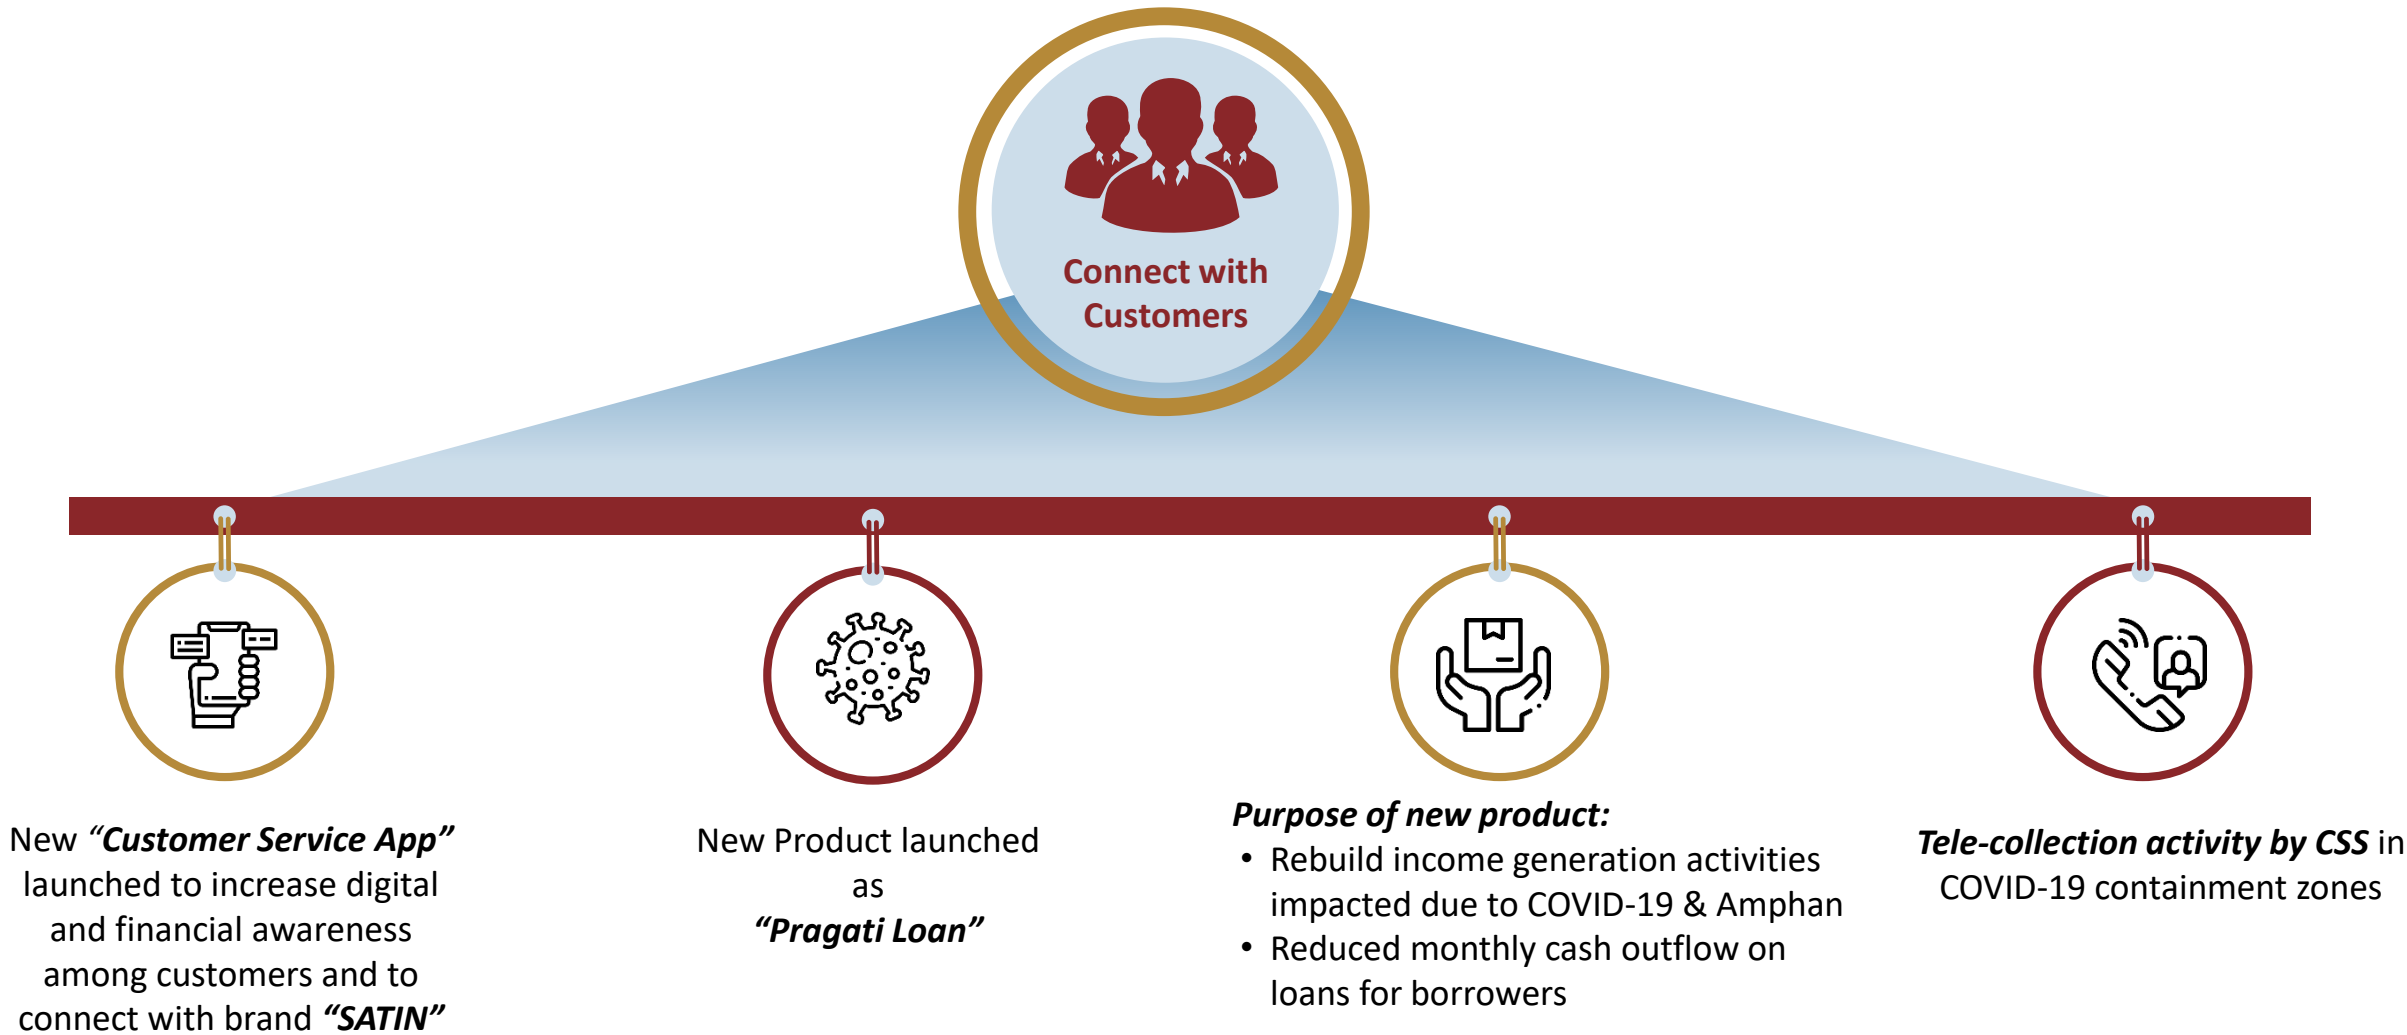 Connect with
Customers
New “Customer Service App”
launched to increase digital
and financial awareness
among customers and to
connect with brand “SATIN”
New Product launched
as
“Pragati Loan”
Purpose of new product:
• Rebuild income generation activities
impacted due to COVID-19 & Amphan
• Reduced monthly cash outflow on
loans for borrowers
Tele-collection activity by CSS in
COVID-19 containment zones